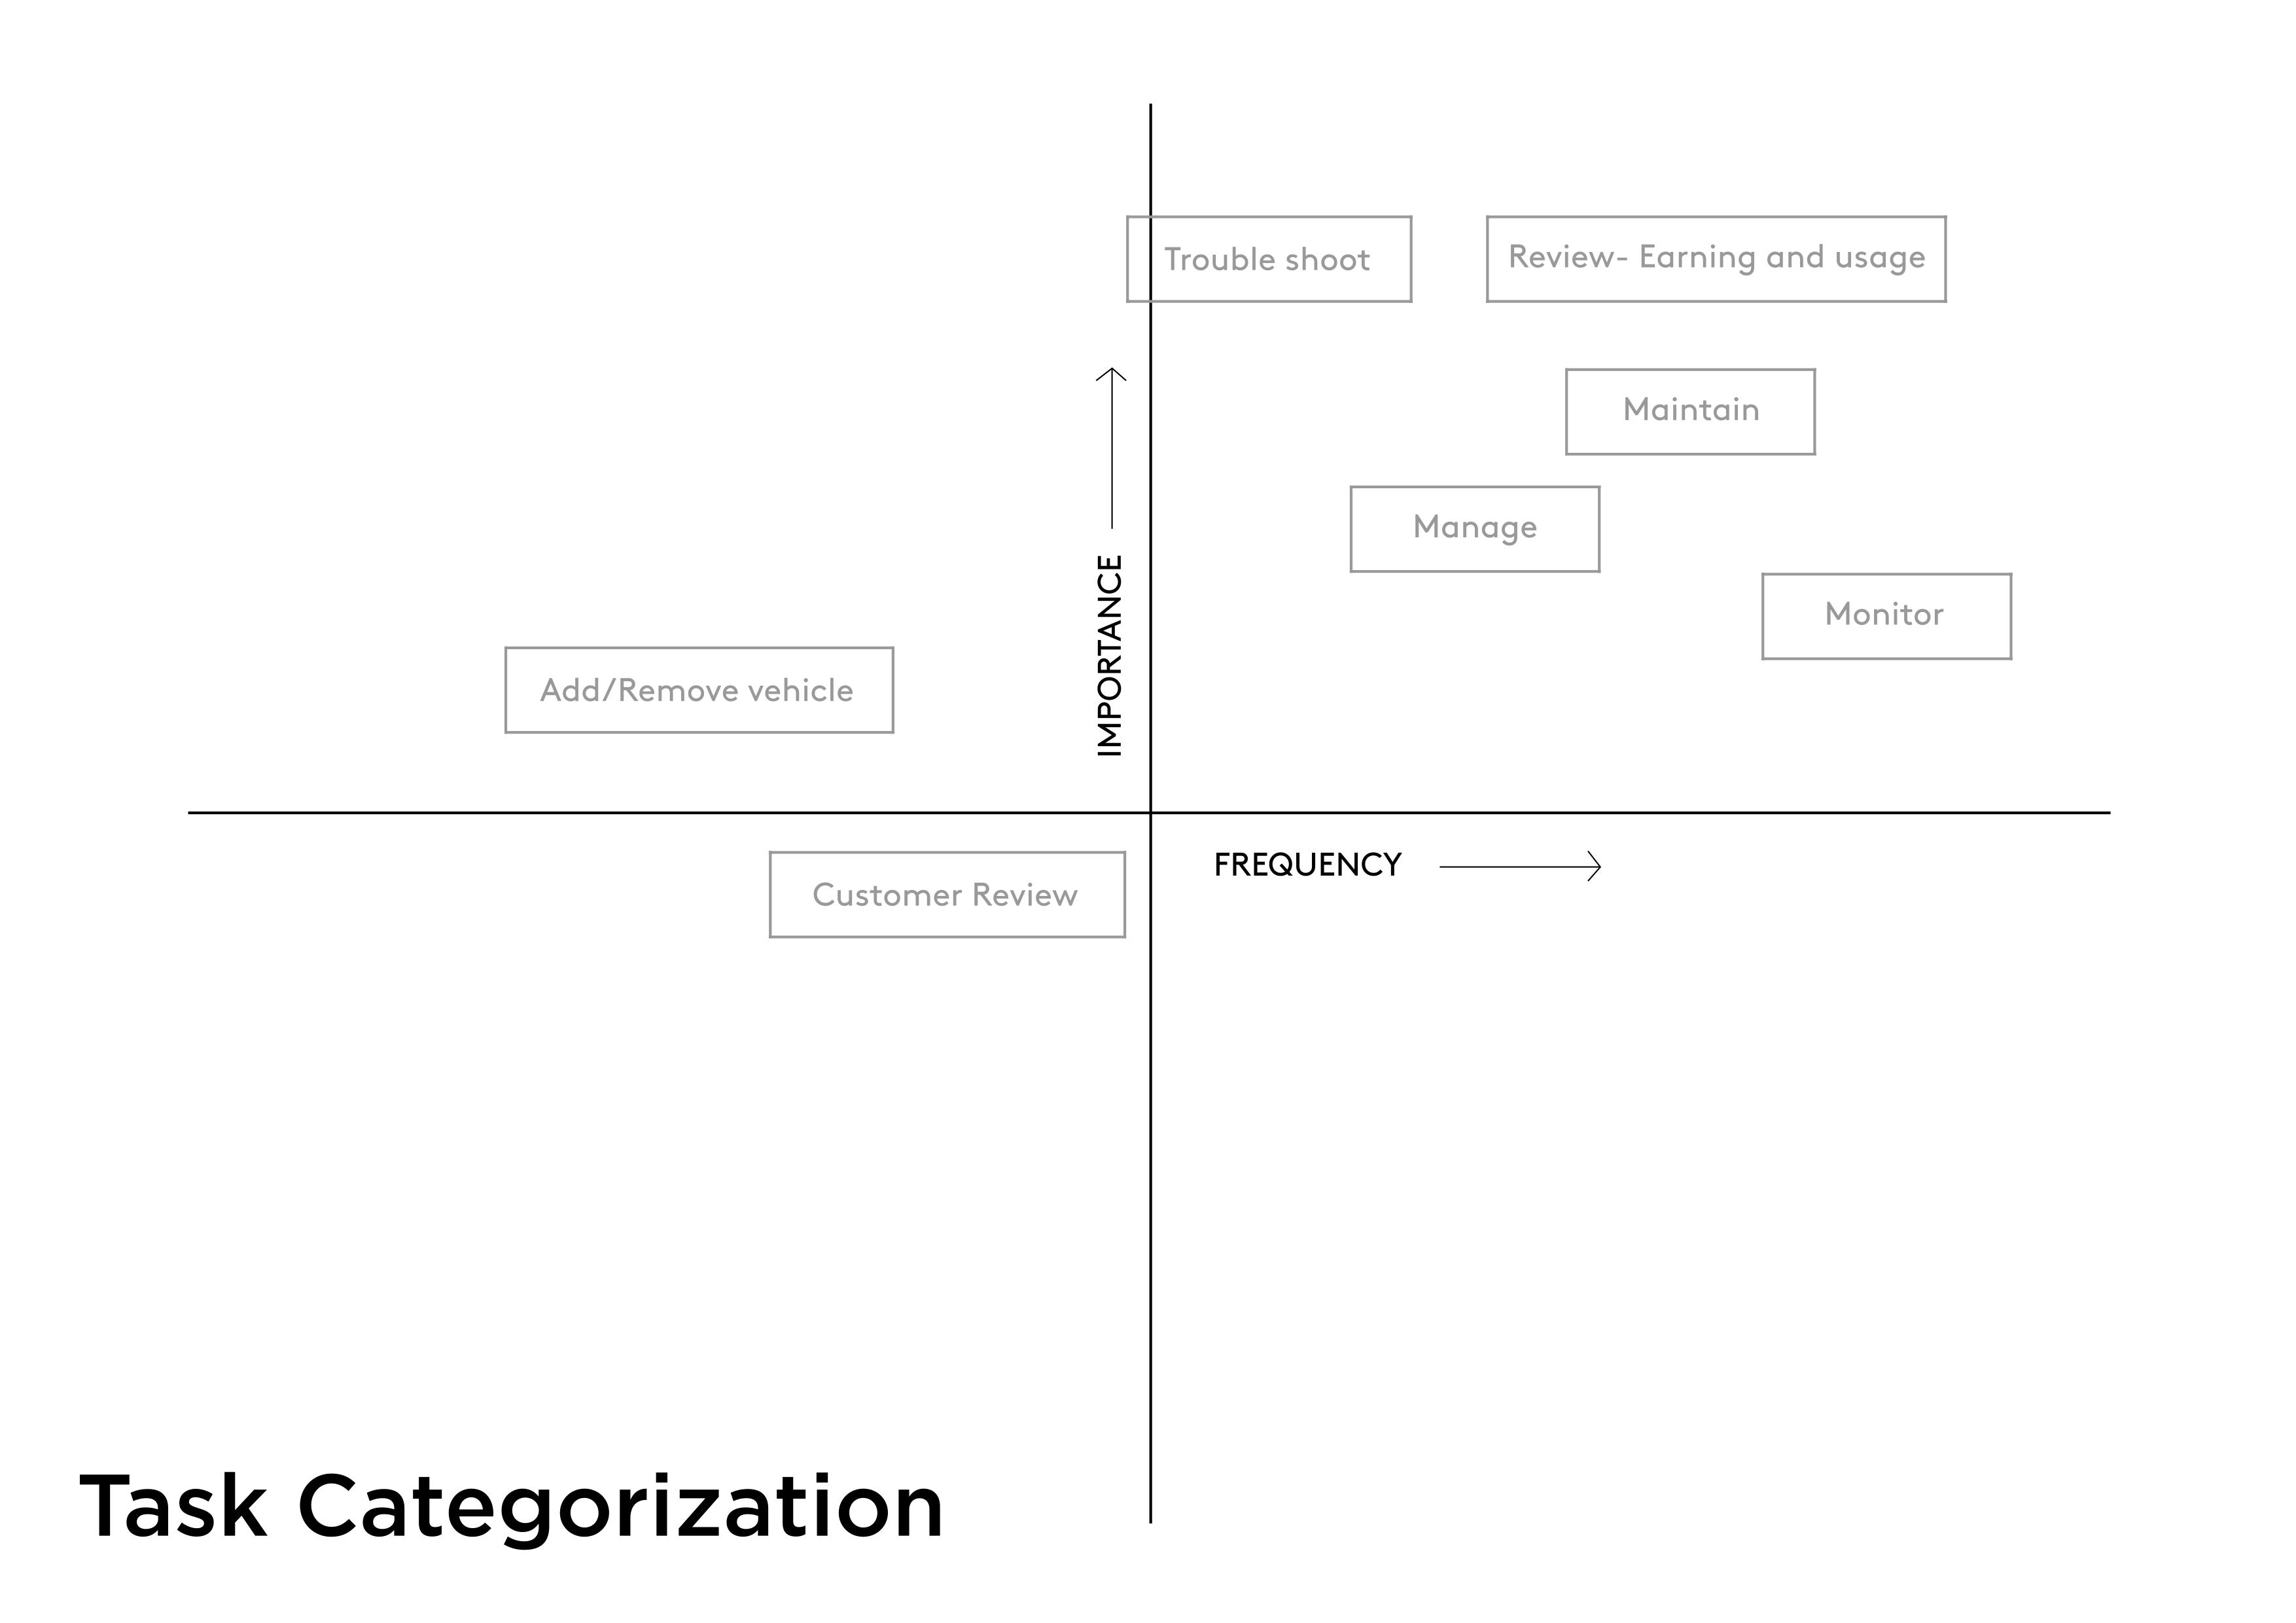 Trouble shoot
Review- Earning and usage
Maintain
Manage
Monitor
IMPORTANCE
Add/Remove vehicle
FREQUENCY
Customer Review
Task Categorization